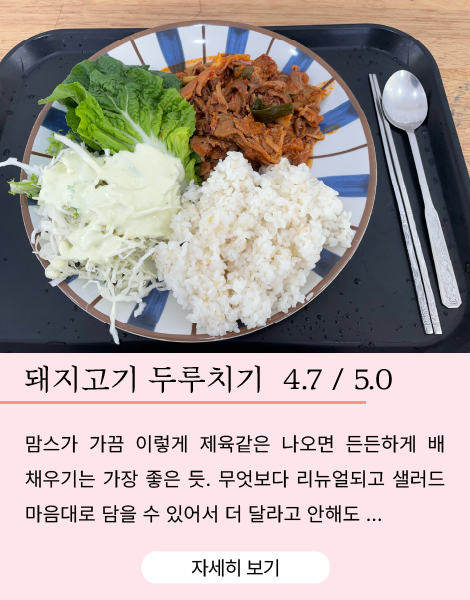 돼지고기 두루치기 4.7 / 5.0
맘스가 가끔 이렇게 제육같은 나오면 든든하게 배
채우기는 가장 좋은 듯. 무엇보다 리뉴얼되고 샐러드
마음대로 담을 수 있어서 더 달라고 안해도 ...
자세히 보기